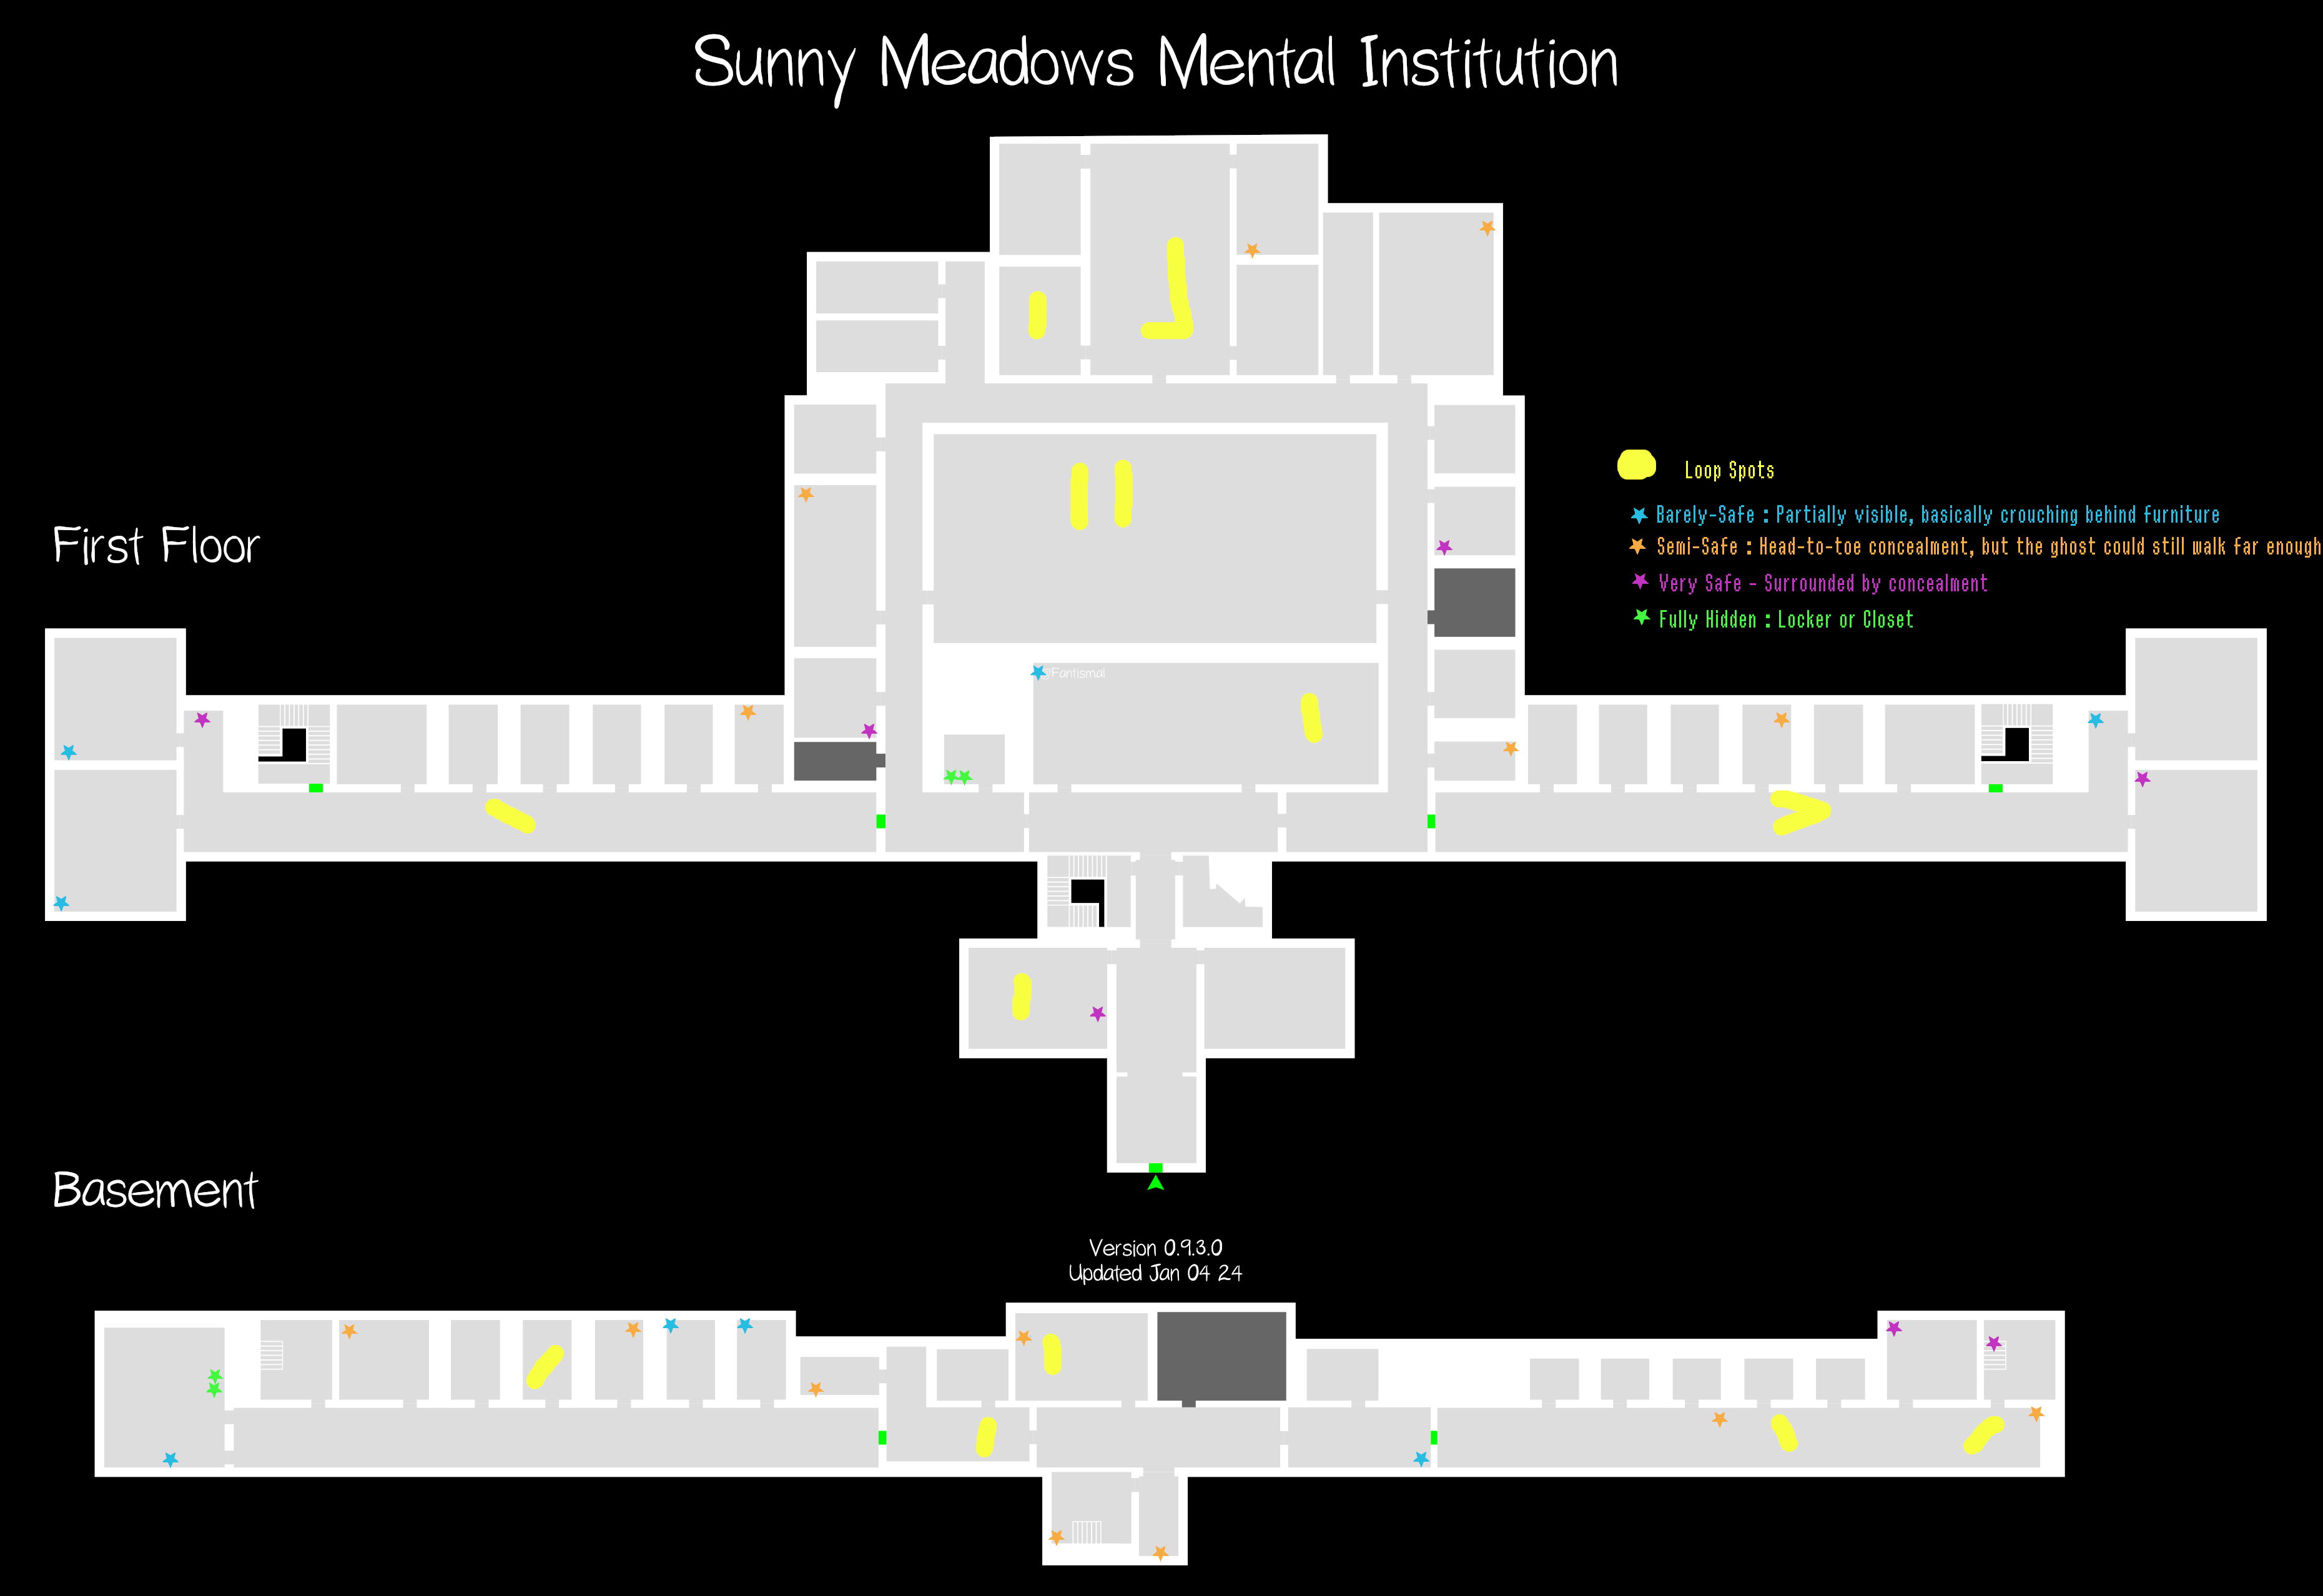 Sunny Meadows Mental Institution
Loop Spots
Barely-Safe : Partially visible, basically crouching behind furniture
First Floor
Semi-Safe : Head-to-toe concealment, but the ghost could still walk far enough
Very Safe - Surrounded by concealment
Fully Hidden : Locker or Closet
@Fantismal
Basement
Version 0.9.3.0
Updated Jan 04 24